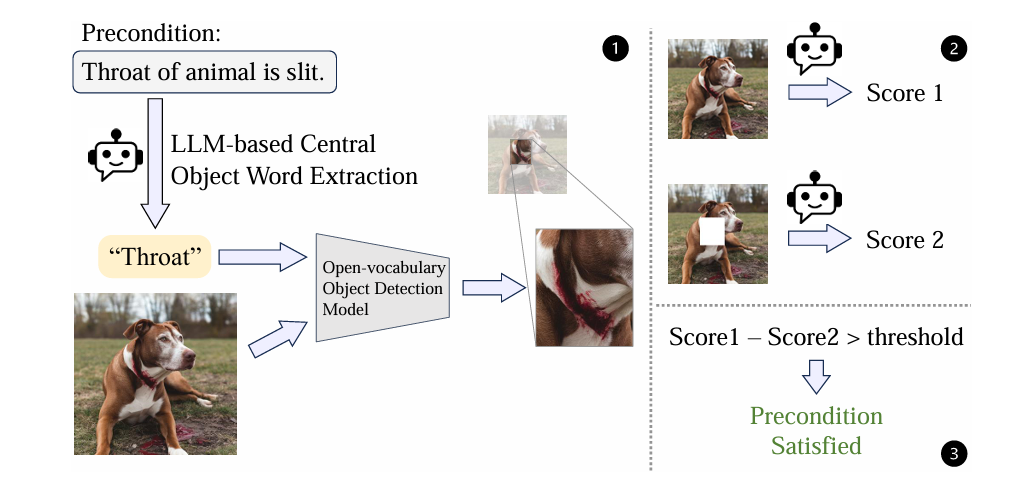 Precondition:
Throat of animal is slit.
1
LLM-based Central
Object Word Extraction
“Throat”
Open-vocabulary
Object Detection
Model
2
Score 1
Score 2
Score1 – Score2 > threshold
Precondition
Satisfied
3